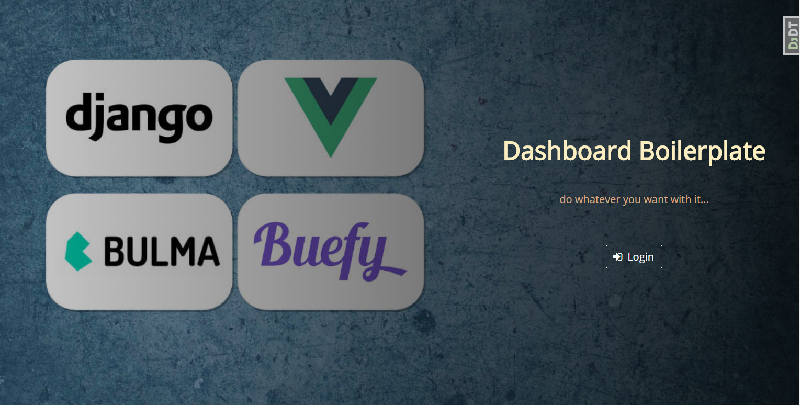 django
BULMA
Buefy
Dashboard Boilerplate
do whatever you want with it...
Login
DJDT